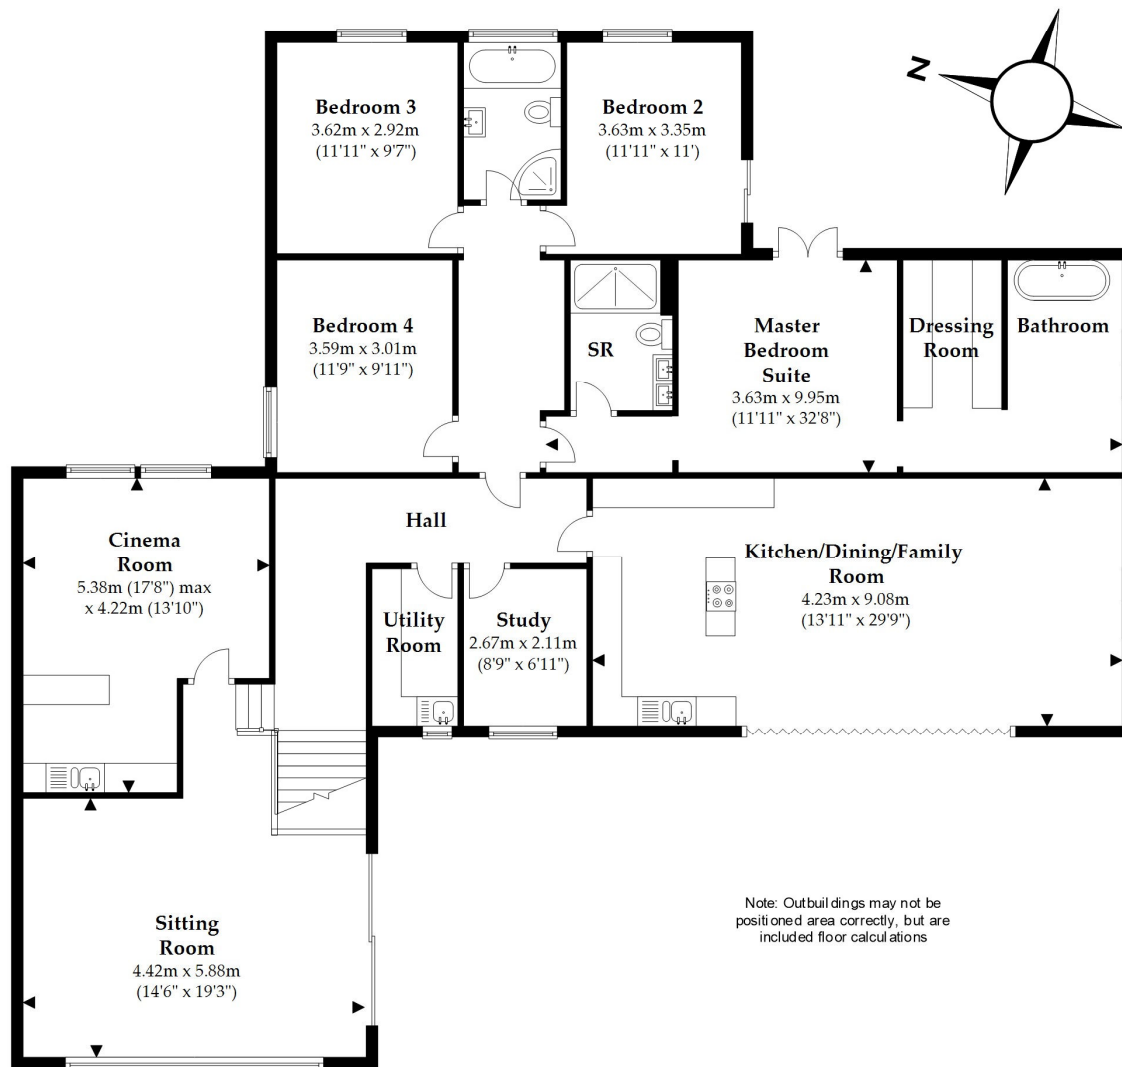 N
Bedroom 3
3.62m x 2.92m
(11'11" x 9'7")
Bedroom 2
3.63m x 3.35m
(11'11" x 11')
Bedroom 4
3.59m x 3.01m
(11'9" x 9'11")
SR
Master
Bedroom
Suite
3.63m x 9.95m
(11'11" x 32'8")
Dressing
Room
Bathroom
Cinema
Room
5.38m (17'8") max
x 4.22m (13'10")
Hall
Utility
Room
Study
2.67m x 2.11m
(8'9" x 6'11")
Kitchen/Dining/Family
Room
4.23m x 9.08m
(13'11" x 29'9")
Sitting
Room
4.42m x 5.88m
(14'6" x 19'3")
Note: Outbuildings may not be
positioned area correctly, but are
included floor calculations